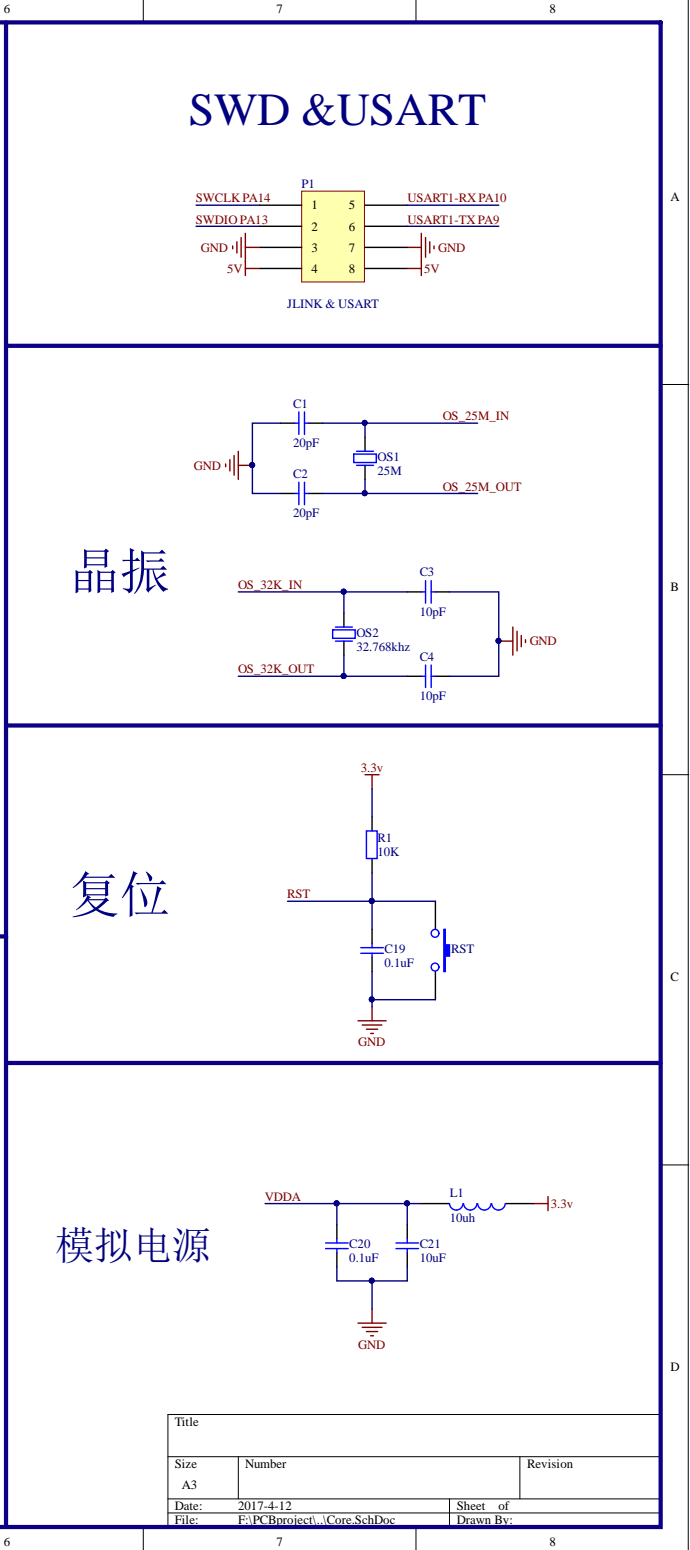 6 7 8
SWD &USART
P1
SWCLK PA14 1 5 USART1-RX PA10
A
SWDIO PA13 2 6 USART1-TX PA9
GND 3 7 GND
5V 4 8 5V
JLINK & USART
C1
20pF
OS_25M_IN
OS1
25M
GND
C2
20pF
OS_25M_OUT
晶振
B
OS_32K_IN
C3
10pF
OS2
32.768khz
GND
OS_32K_OUT
C4
10pF
3.3v
R1
10K
复位
RST
C19
0.1uF
RST
C
GND
L1
VDDA
10uh
3.3v
模拟电源
C20
0.1uF
C21
10uF
GND
D
Title
Size Number Revision
A3
Date: 2017-4-12 Sheet of
File: F:\PCBproject\..\Core.SchDoc Drawn By:
6 7 8